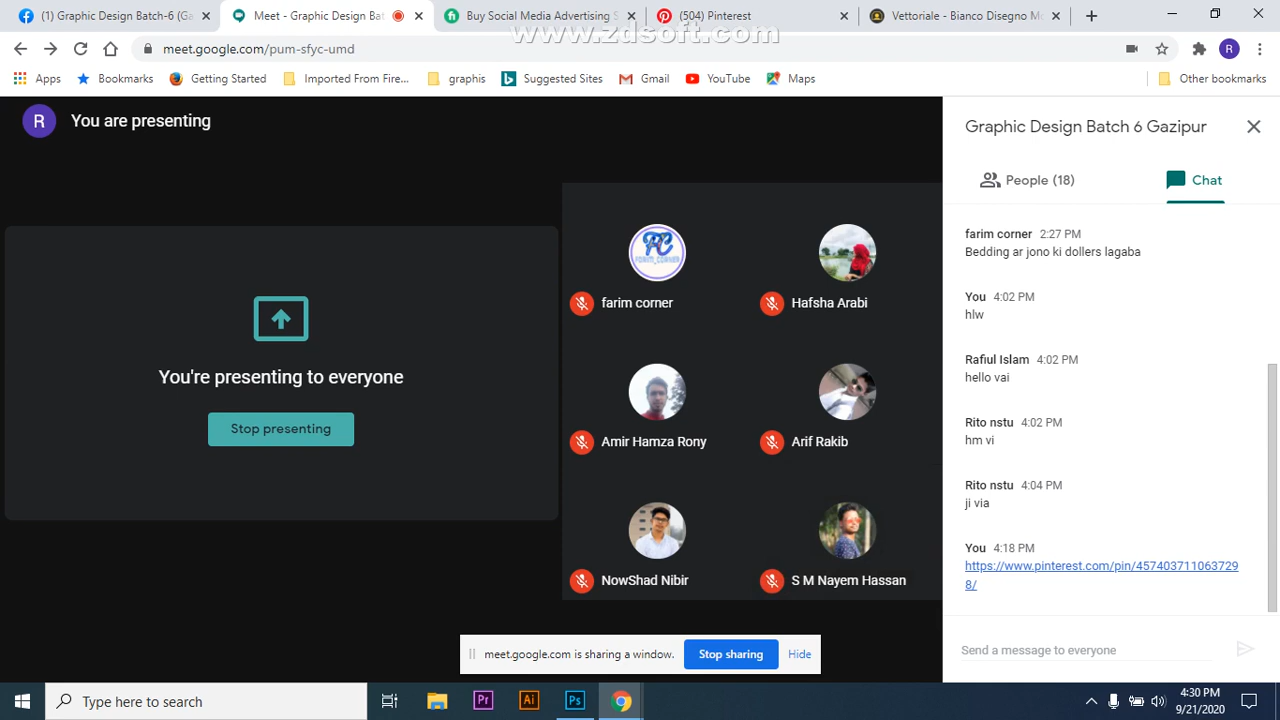 (1) Graphic Design Batch-6 (Ga
Meet - Graphic Design Bat
Buy Social Media Advertising S
(504) Pinterest
Vettoriale - Bianco Disegno Mo
www.zdsoft.com
meet.google.com/pum-sfyc-umd
R
Apps
Bookmarks
Getting Started
Imported From Fire...
graphis
Suggested Sites
Gmail
YouTube
Maps
Other bookmarks
R
You are presenting
You're presenting to everyone
Stop presenting
farim corner
Hafsha Arabi
Amir Hamza Rony
Arif Rakib
NowShad Nibir
S M Nayem Hassan
Graphic Design Batch 6 Gazipur
People (18)
Chat
farim corner 2:27 PM
Bedding ar jono ki dollers lagaba
You 4:02 PM
hlw
Rafiul Islam 4:02 PM
hello vai
Rito nstu 4:02 PM
hm vi
Rito nstu 4:04 PM
ji via
You 4:18 PM
https://www.pinterest.com/pin/457403711063729
8/
Send a message to everyone
meet.google.com is sharing a window.
Stop sharing
Hide
Type here to search
Pr
Ai
Ps
4:30 PM
9/21/2020